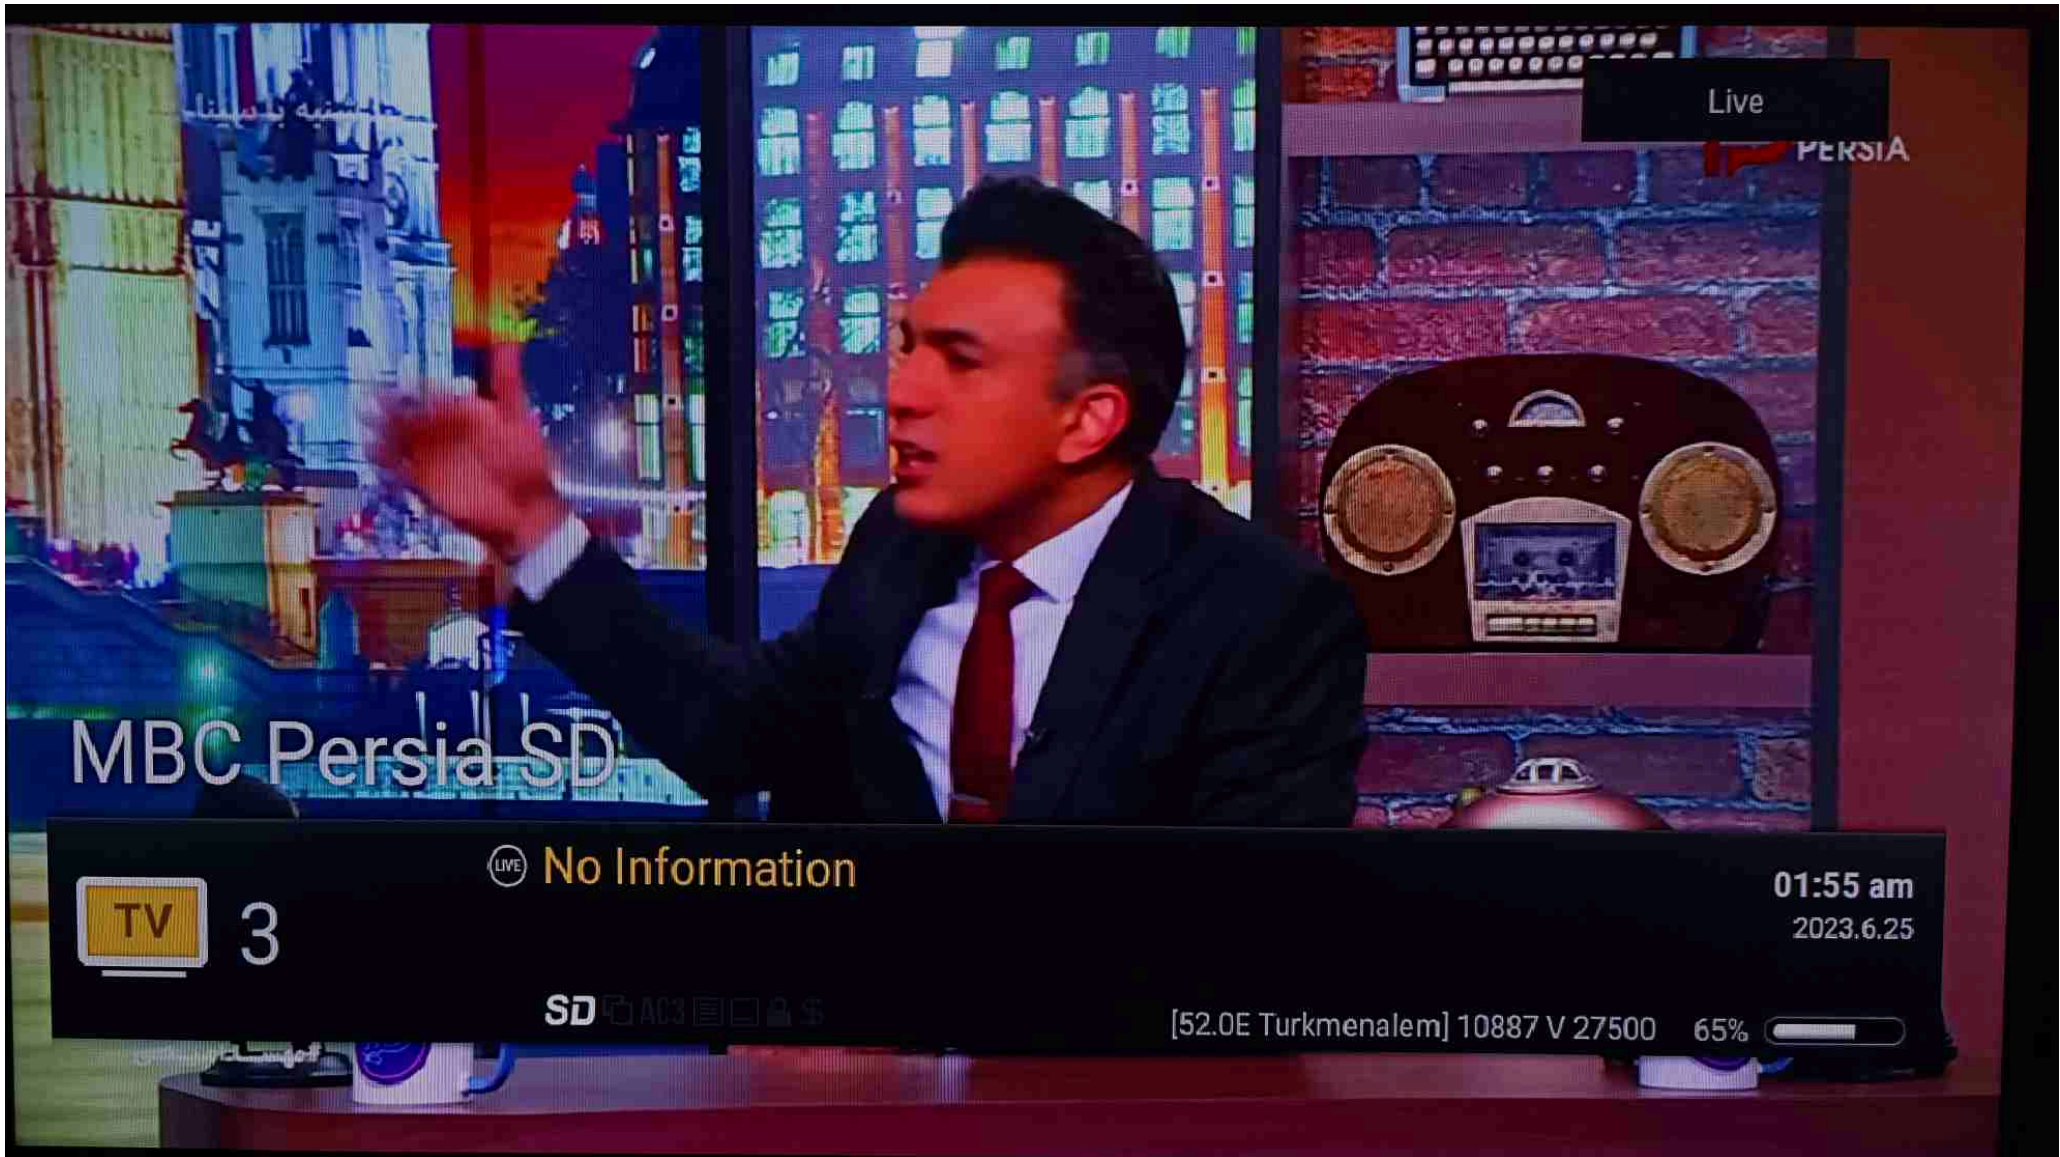 Live
PERSIA
MBC Persia SD
LIVE No Information
TV 3
01:55 am
2023.6.25
SD AC3 $
[52.0E Turkmenalem] 10887 V 27500 65%